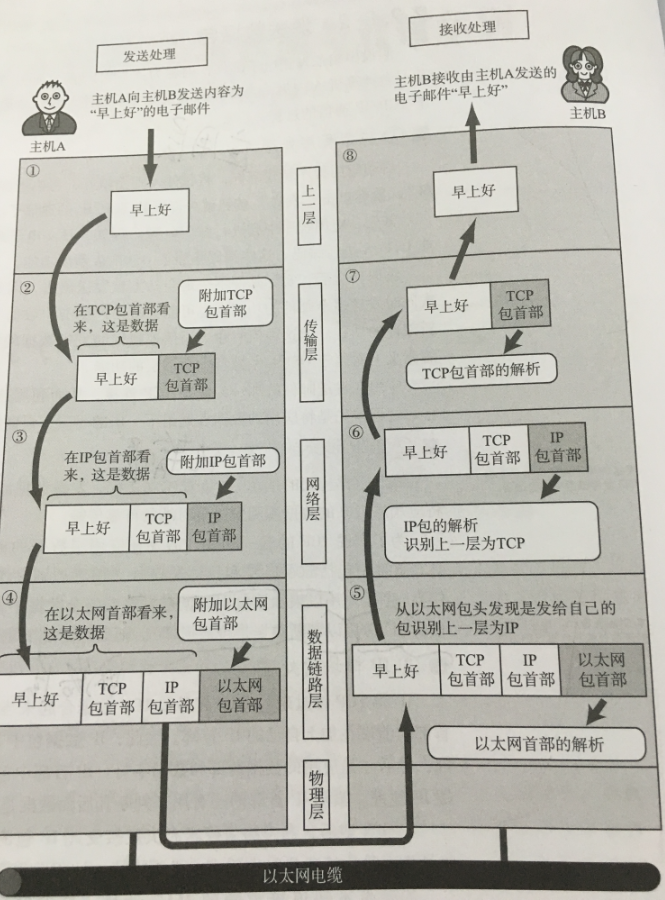 发送处理
主机A向主机B发送内容为
“早上好”的电子邮件
主机A
①
早上好
②
附加TCP
包首部
在TCP包首部看
来，这是数据
早上好
TCP
包首部
③
在IP包首部看
来，这是数据
附加IP包首部
早上好
TCP
包首部
IP
包首部
④
在以太网首部看来，
这是数据
附加以太网
包首部
早上好
TCP
包首部
IP
包首部
以太网
包首部
上一层
传输层
网络层
数据链路层
物理层
接收处理
主机B接收由主机A发送的
电子邮件“早上好”
主机B
⑧
早上好
⑦
早上好
TCP
包首部
TCP包首部的解析
⑥
早上好
TCP
包首部
IP
包首部
IP包的解析
识别上一层为TCP
⑤
从以太网包头发现是发给自己的
包识别上一层为IP
早上好
TCP
包首部
IP
包首部
以太网
包首部
以太网首部的解析
以太网电缆